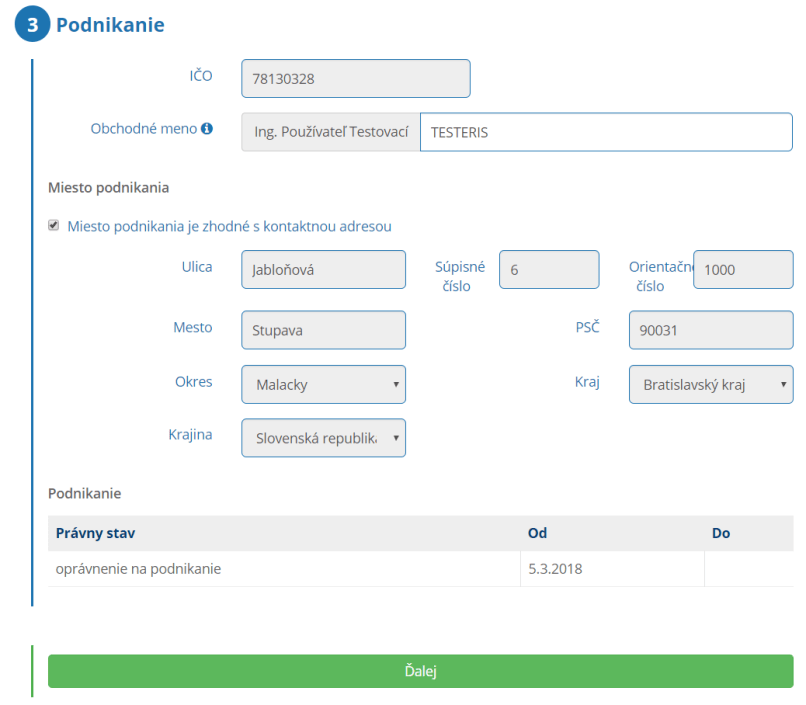 3 Podnikanie
IČO 78130328
Obchodné meno Ing. Používateľ Testovací TESTERIS
Miesto podnikania
Miesto podnikania je zhodné s kontaktnou adresou
Ulica Jabloňová Súpisné číslo 6 Orientačn číslo 1000
Mesto Stupava PSČ 90031
Okres Malacky Kraj Bratislavský kraj
Krajina Slovenská republik
Podnikanie
Právny stav Od Do
oprávnenie na podnikanie 5.3.2018
Ďalej